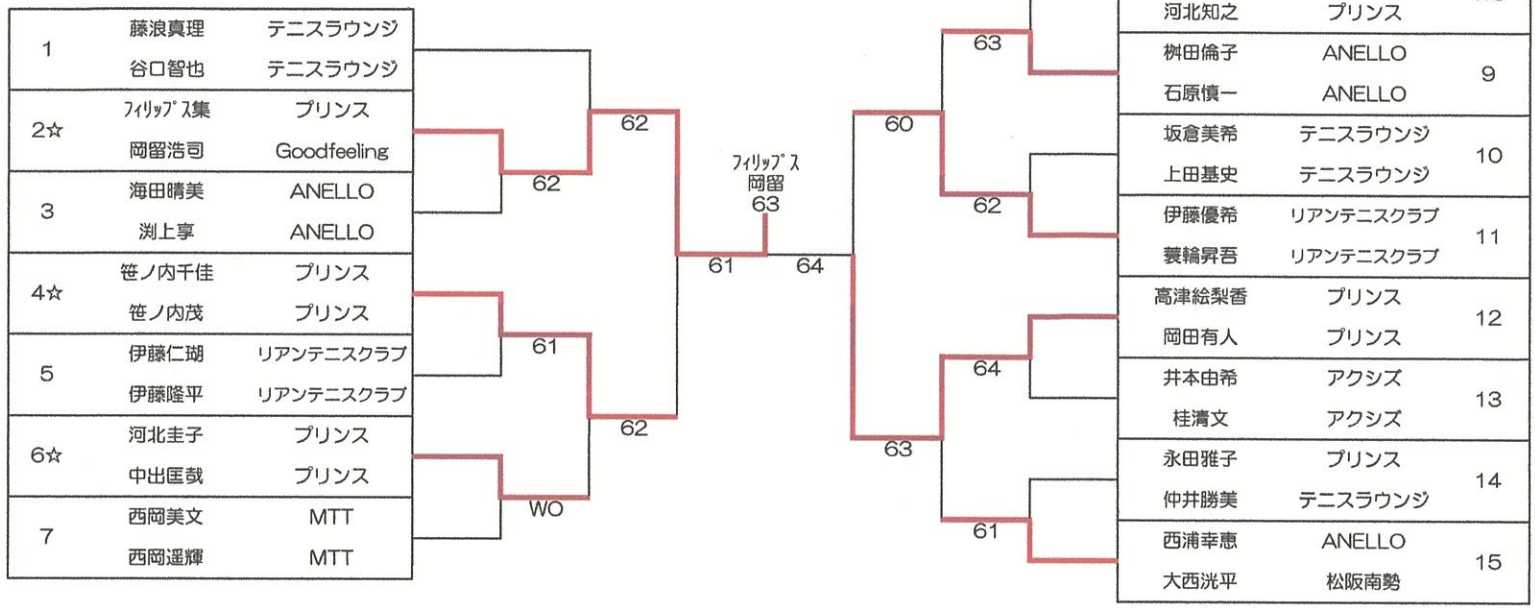 1
藤浪真理 テニスラウンジ
谷口智也 テニスラウンジ
2☆
フィリップス集 プリンス
岡留浩司 Goodfeeling
3
海田晴美 ANELLO
渕上享 ANELLO
4☆
笹ノ内千佳 プリンス
笹ノ内茂 プリンス
5
伊藤仁瑚 リアンテニスクラブ
伊藤隆平 リアンテニスクラブ
6☆
河北圭子 プリンス
中出匡哉 プリンス
7
西岡美文 MTT
西岡遥輝 MTT
62
61
WO
62
62
61
フィリップス
岡留
63
64
60
63
63
62
64
61
河北知之 プリンス
桝田倫子 ANELLO
石原慎一 ANELLO
9
坂倉美希 テニスラウンジ
上田基史 テニスラウンジ
10
伊藤優希 リアンテニスクラブ
蓑輪昇吾 リアンテニスクラブ
11
高津絵梨香 プリンス
岡田有人 プリンス
12
井本由希 アクシズ
桂清文 アクシズ
13
永田雅子 プリンス
仲井勝美 テニスラウンジ
14
西浦幸恵 ANELLO
大西洸平 松阪南勢
15